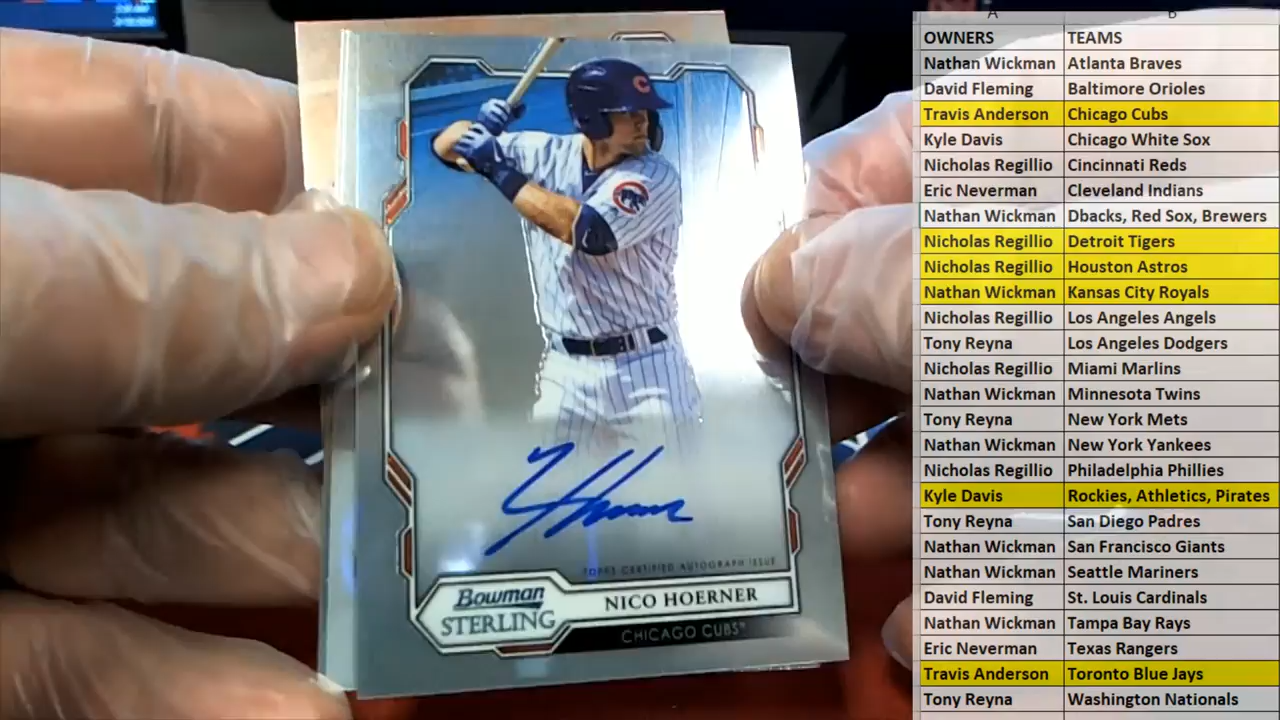 C
TOPPS CERTIFIED AUTOGRAPH ISSUE
Bowman
STERLING
NICO HOERNER
CHICAGO CUBS
A B
OWNERS TEAMS
Nathan Wickman Atlanta Braves
David Fleming Baltimore Orioles
Travis Anderson Chicago Cubs
Kyle Davis Chicago White Sox
Nicholas Regillio Cincinnati Reds
Eric Neverman Cleveland Indians
Nathan Wickman Dbacks, Red Sox, Brewers
Nicholas Regillio Detroit Tigers
Nicholas Regillio Houston Astros
Nathan Wickman Kansas City Royals
Nicholas Regillio Los Angeles Angels
Tony Reyna Los Angeles Dodgers
Nicholas Regillio Miami Marlins
Nathan Wickman Minnesota Twins
Tony Reyna New York Mets
Nathan Wickman New York Yankees
Nicholas Regillio Philadelphia Phillies
Kyle Davis Rockies, Athletics, Pirates
Tony Reyna San Diego Padres
Nathan Wickman San Francisco Giants
Nathan Wickman Seattle Mariners
David Fleming St. Louis Cardinals
Nathan Wickman Tampa Bay Rays
Eric Neverman Texas Rangers
Travis Anderson Toronto Blue Jays
Tony Reyna Washington Nationals